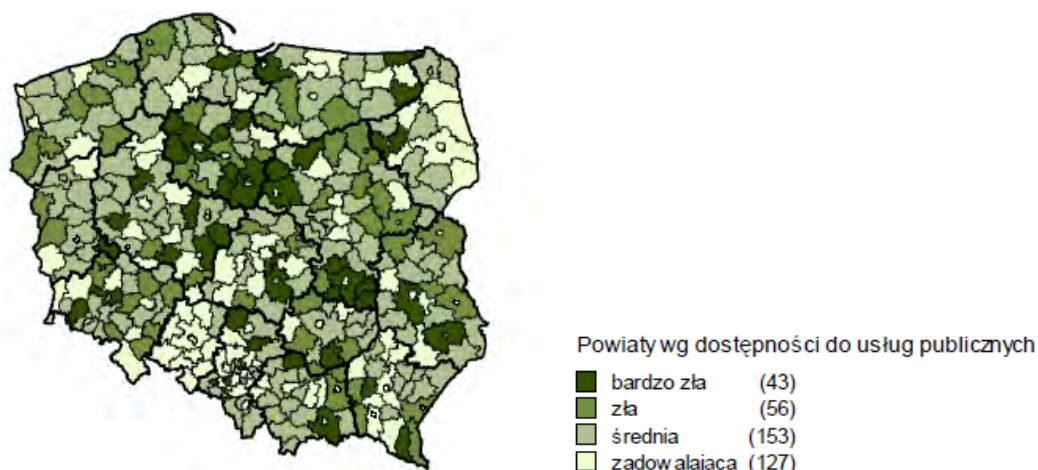 Powiaty wg dostępności do usług publicznych
bardzo zła (43)
zła (56)
średnia (153)
zadowalająca (127)